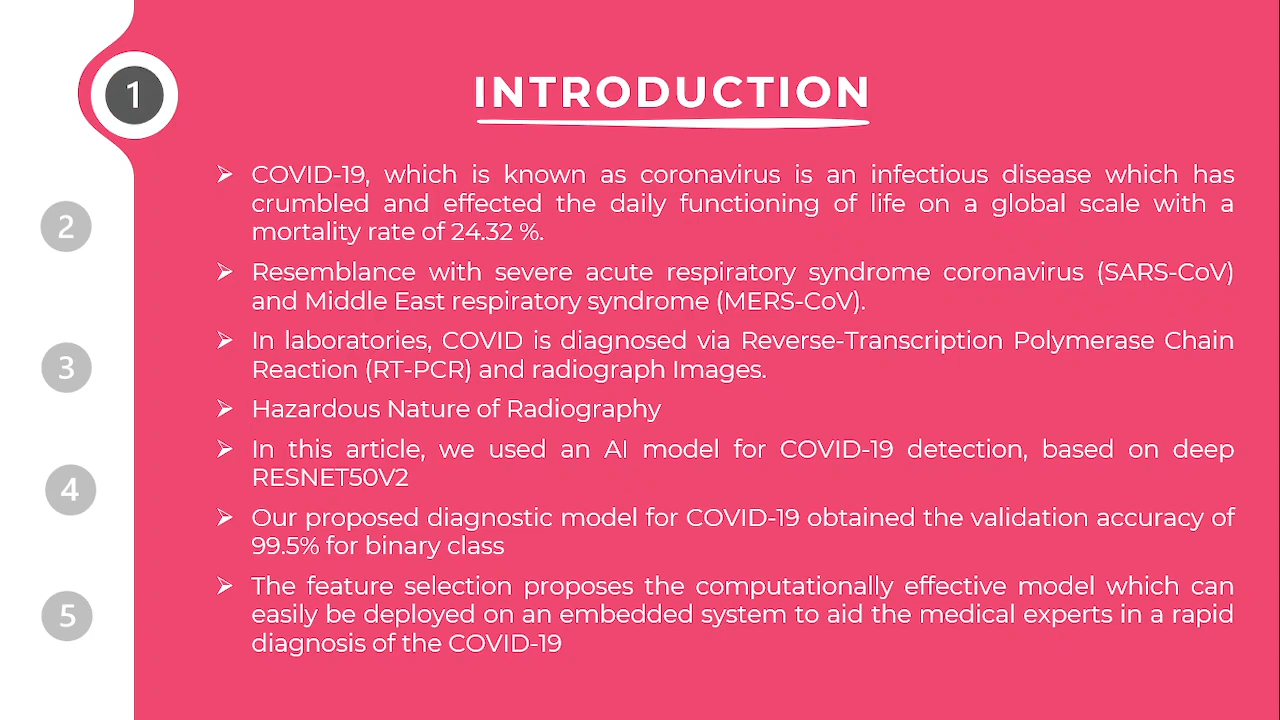 1
INTRODUCTION
➢ COVID-19, which is known as coronavirus is an infectious disease which has
crumbled and effected the daily functioning of life on a global scale with a
mortality rate of 24.32 %.
➢ Resemblance with severe acute respiratory syndrome coronavirus (SARS-CoV)
and Middle East respiratory syndrome (MERS-CoV).
➢ In laboratories, COVID is diagnosed via Reverse-Transcription Polymerase Chain
Reaction (RT-PCR) and radiograph Images.
➢ Hazardous Nature of Radiography
➢ In this article, we used an AI model for COVID-19 detection, based on deep
RESNET50V2
➢ Our proposed diagnostic model for COVID-19 obtained the validation accuracy of
99.5% for binary class
➢ The feature selection proposes the computationally effective model which can
easily be deployed on an embedded system to aid the medical experts in a rapid
diagnosis of the COVID-19
2
3
4
5